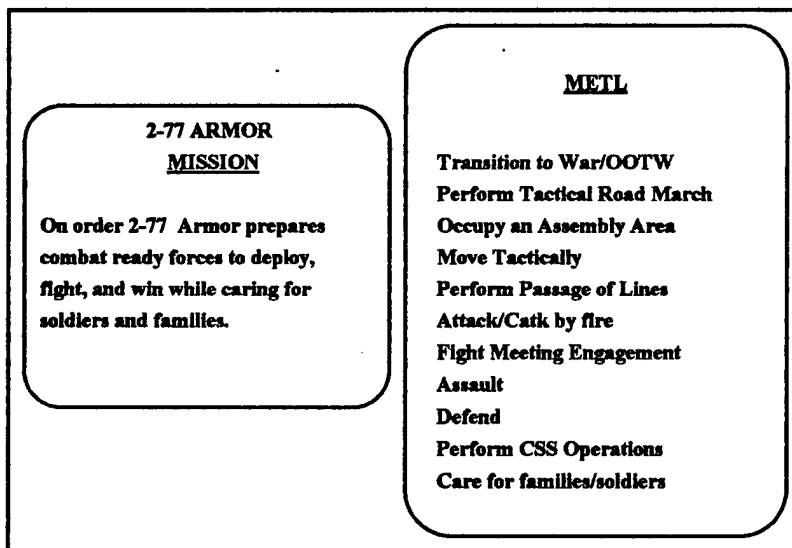 2-77 ARMOR
MISSION
On order 2-77 Armor prepares
combat ready forces to deploy,
fight, and win while caring for
soldiers and families.
METL
Transition to War/OOTW
Perform Tactical Road March
Occupy an Assembly Area
Move Tactically
Perform Passage of Lines
Attack/Catk by fire
Fight Meeting Engagement
Assault
Defend
Perform CSS Operations
Care for families/soldiers